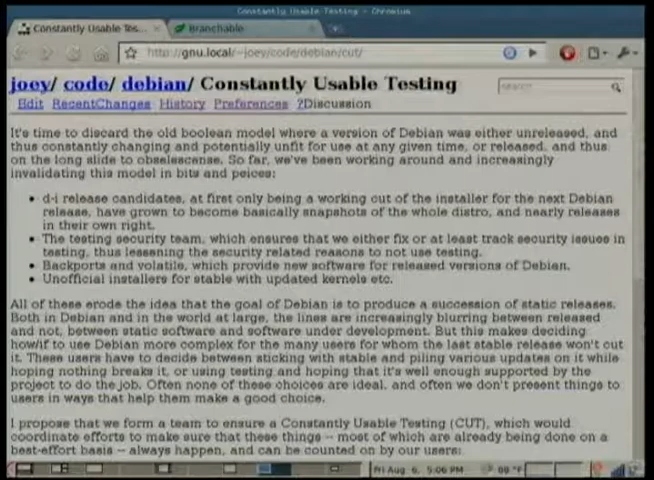 Constantly Usable Testing - Chromium
Constantly Usable Tes...
Branchable
http://gnu.local/~joey/code/debian/cut/
joey/ code/ debian/ Constantly Usable Testing
search
Edit RecentChanges History Preferences ?Discussion
It's time to discard the old boolean model where a version of Debian was either unreleased, and
thus constantly changing and potentially unfit for use at any given time, or released, and thus
on the long slide to obselescense. So far, we've been working around and increasingly
invalidating this model in bits and peices:
• d-i release candidates, at first only being a working out of the installer for the next Debian
release, have grown to become basically snapshots of the whole distro, and nearly releases
in their own right.
• The testing security team, which ensures that we either fix or at least track security issues in
testing, thus lessening the security related reasons to not use testing.
• Backports and volatile, which provide new software for released versions of Debian.
• Unofficial installers for stable with updated kernels etc.
All of these erode the idea that the goal of Debian is to produce a succession of static releases.
Both in Debian and in the world at large, the lines are increasingly blurring between released
and not, between static software and software under development. But this makes deciding
how/if to use Debian more complex for the many users for whom the last stable release won't cut
it. These users have to decide between sticking with stable and piling various updates on it while
hoping nothing breaks it, or using testing and hoping that it's well enough supported by the
project to do the job. Often none of these choices are ideal, and often we don't present things to
users in ways that help them make a good choice.
I propose that we form a team to ensure a Constantly Usable Testing (CUT), which would
coordinate efforts to make sure that these things -- most of which are already being done on a
best-effort basis -- always happen, and can be counted on by our users:
Fri Aug 6, 5:06 PM
88 °F